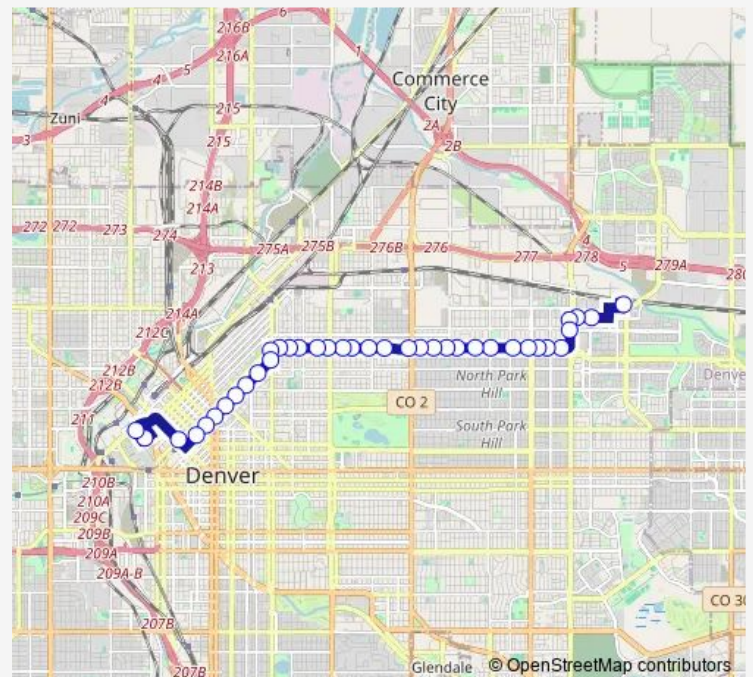 6
216B
216A
1
5
4
4
Commerce
City
215
Zuni
3
2A
2B
215
214B
214A
272
272
273
274
275A
275B
276B
276
277
4
278
5
279A
213
214A
212C
212B
212B
North Park
Hill
CO 2
211
South Park
Hill
Denver
210B
210A
209C
209B
209A
209A-B
CO 30
207B
207B
Glendale
© OpenStreetMap contributors